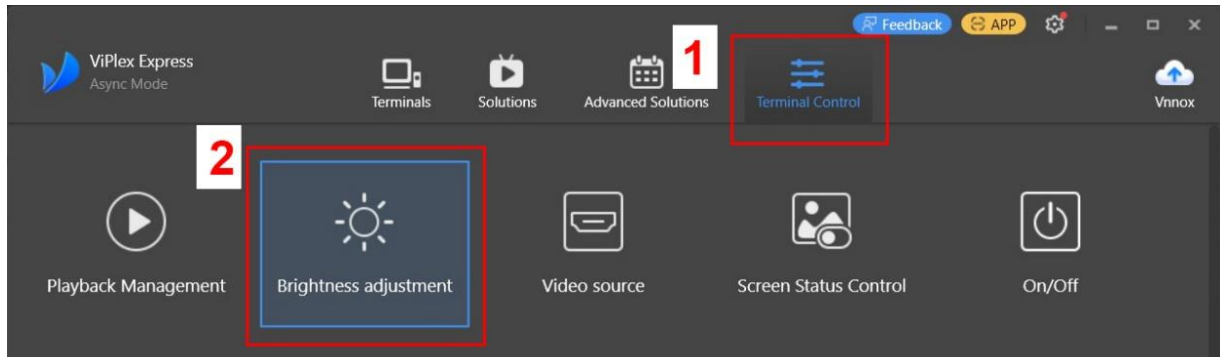 Feedback APP
ViPlex Express
Async Mode
Terminals Solutions Advanced Solutions Terminal Control Vnnox
1
2
Playback Management Brightness adjustment Video source Screen Status Control On/Off